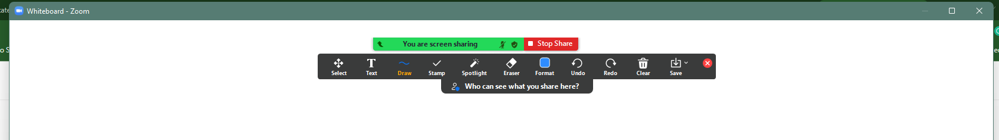 tate
Whiteboard - Zoom
o S
You are screen sharing
Stop Share
Select Text Draw Stamp Spotlight Eraser Format Undo Redo Clear Save
Who can see what you share here?